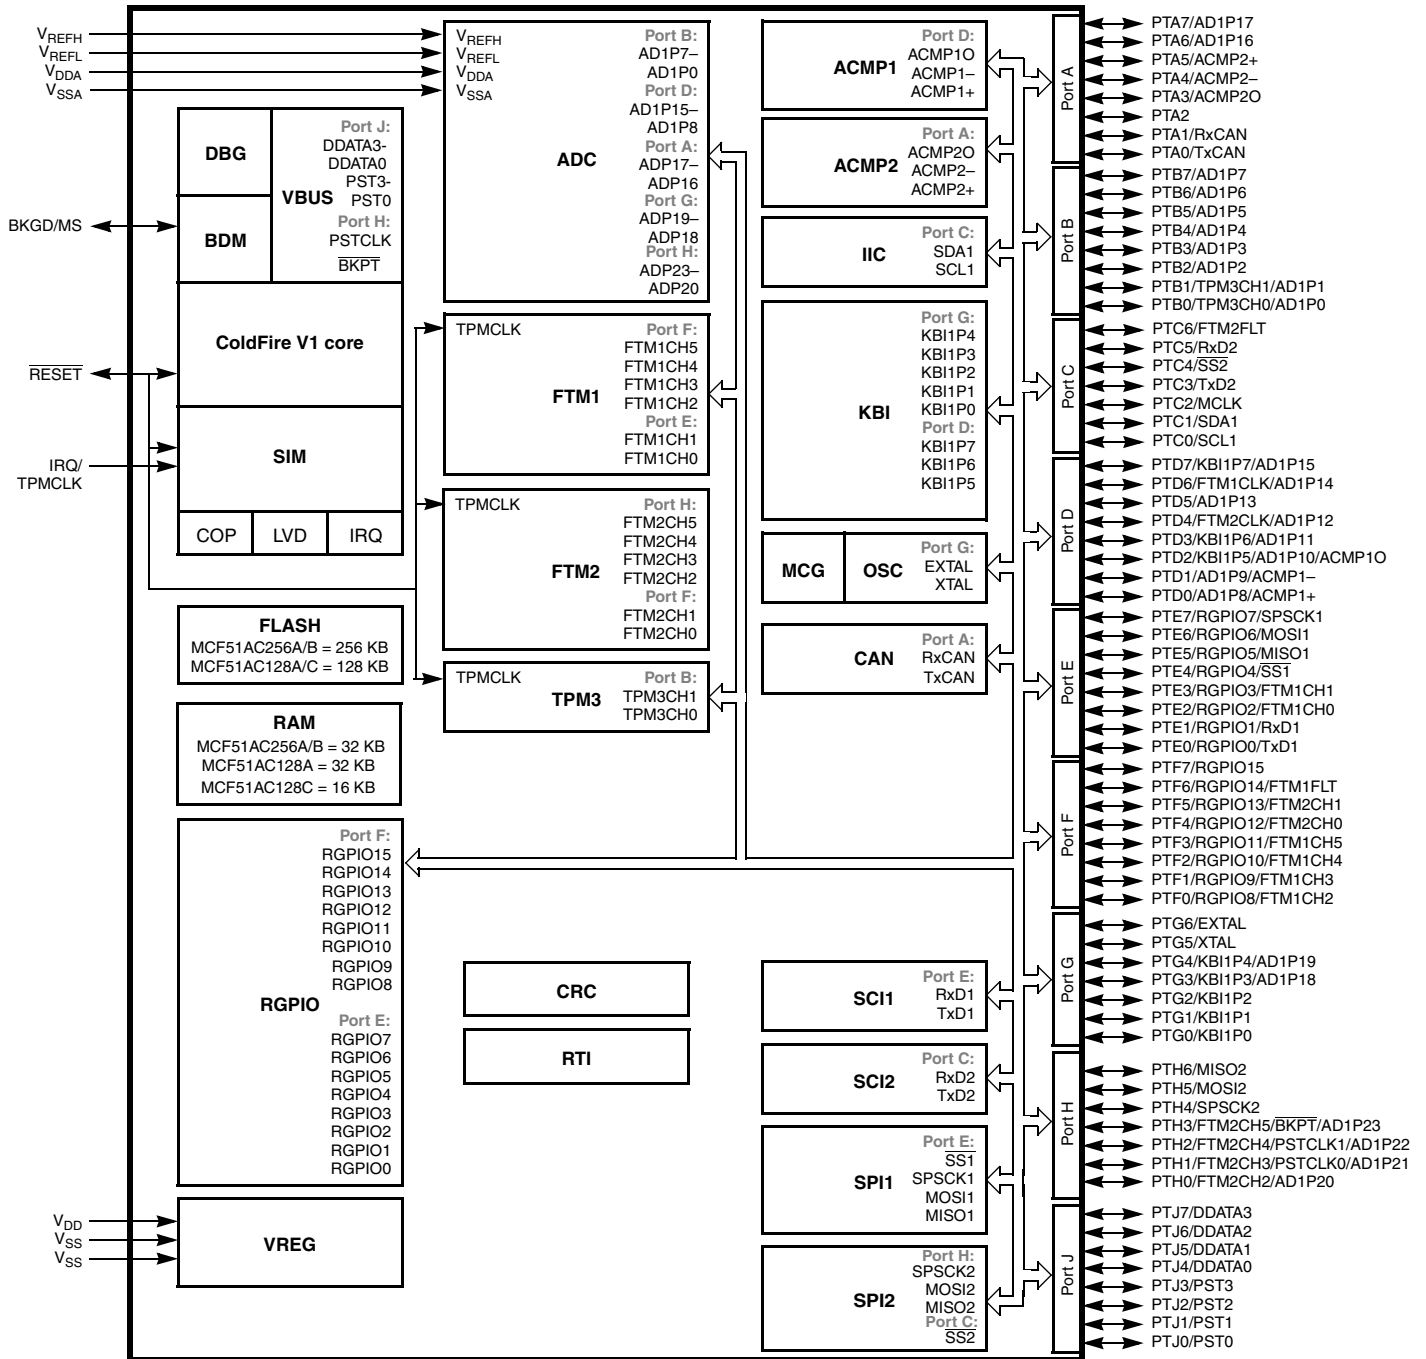 VREFH
VREFL
VDDA
VSSA
BKGD/MS
RESET
IRQ/
TPMCLK
VDD
VSS
VSS
DBG
BDM
VBUS
Port J:
DDATA3-
DDATA0
PST3-
PST0
Port H:
PSTCLK
BKPT
ColdFire V1 core
SIM
COP
LVD
IRQ
FLASH
MCF51AC256A/B = 256 KB
MCF51AC128A/C = 128 KB
RAM
MCF51AC256A/B = 32 KB
MCF51AC128A = 32 KB
MCF51AC128C = 16 KB
RGPIO
Port F:
RGPIO15
RGPIO14
RGPIO13
RGPIO12
RGPIO11
RGPIO10
RGPIO9
RGPIO8
Port E:
RGPIO7
RGPIO6
RGPIO5
RGPIO4
RGPIO3
RGPIO2
RGPIO1
RGPIO0
VREG
VREFH
VREFL
VDDA
VSSA
ADC
Port B:
AD1P7–
AD1P0
Port D:
AD1P15–
AD1P8
Port A:
ADP17–
ADP16
Port G:
ADP19–
ADP18
Port H:
ADP23–
ADP20
TPMCLK
FTM1
Port F:
FTM1CH5
FTM1CH4
FTM1CH3
FTM1CH2
Port E:
FTM1CH1
FTM1CH0
TPMCLK
FTM2
Port H:
FTM2CH5
FTM2CH4
FTM2CH3
FTM2CH2
Port F:
FTM2CH1
FTM2CH0
TPMCLK
TPM3
Port B:
TPM3CH1
TPM3CH0
CRC
RTI
ACMP1
Port D:
ACMP1O
ACMP1–
ACMP1+
ACMP2
Port A:
ACMP2O
ACMP2–
ACMP2+
IIC
Port C:
SDA1
SCL1
KBI
Port G:
KBI1P4
KBI1P3
KBI1P2
KBI1P1
KBI1P0
Port D:
KBI1P7
KBI1P6
KBI1P5
MCG
OSC
Port G:
EXTAL
XTAL
CAN
Port A:
RxCAN
TxCAN
SCI1
Port E:
RxD1
TxD1
SCI2
Port C:
RxD2
TxD2
SPI1
Port E:
SS1
SPSCK1
MOSI1
MISO1
SPI2
Port H:
SPSCK2
MOSI2
MISO2
Port C:
SS2
Port A
PTA7/AD1P17
PTA6/AD1P16
PTA5/ACMP2+
PTA4/ACMP2–
PTA3/ACMP2O
PTA2
PTA1/RxCAN
PTA0/TxCAN
Port B
PTB7/AD1P7
PTB6/AD1P6
PTB5/AD1P5
PTB4/AD1P4
PTB3/AD1P3
PTB2/AD1P2
PTB1/TPM3CH1/AD1P1
PTB0/TPM3CH0/AD1P0
Port C
PTC6/FTM2FLT
PTC5/RxD2
PTC4/SS2
PTC3/TxD2
PTC2/MCLK
PTC1/SDA1
PTC0/SCL1
Port D
PTD7/KBI1P7/AD1P15
PTD6/FTM1CLK/AD1P14
PTD5/AD1P13
PTD4/FTM2CLK/AD1P12
PTD3/KBI1P6/AD1P11
PTD2/KBI1P5/AD1P10/ACMP1O
PTD1/AD1P9/ACMP1–
PTD0/AD1P8/ACMP1+
Port E
PTE7/RGPIO7/SPSCK1
PTE6/RGPIO6/MOSI1
PTE5/RGPIO5/MISO1
PTE4/RGPIO4/SS1
PTE3/RGPIO3/FTM1CH1
PTE2/RGPIO2/FTM1CH0
PTE1/RGPIO1/RxD1
PTE0/RGPIO0/TxD1
Port F
PTF7/RGPIO15
PTF6/RGPIO14/FTM1FLT
PTF5/RGPIO13/FTM2CH1
PTF4/RGPIO12/FTM2CH0
PTF3/RGPIO11/FTM1CH5
PTF2/RGPIO10/FTM1CH4
PTF1/RGPIO9/FTM1CH3
PTF0/RGPIO8/FTM1CH2
Port G
PTG6/EXTAL
PTG5/XTAL
PTG4/KBI1P4/AD1P19
PTG3/KBI1P3/AD1P18
PTG2/KBI1P2
PTG1/KBI1P1
PTG0/KBI1P0
Port H
PTH6/MISO2
PTH5/MOSI2
PTH4/SPSCK2
PTH3/FTM2CH5/BKPT/AD1P23
PTH2/FTM2CH4/PSTCLK1/AD1P22
PTH1/FTM2CH3/PSTCLK0/AD1P21
PTH0/FTM2CH2/AD1P20
Port J
PTJ7/DDATA3
PTJ6/DDATA2
PTJ5/DDATA1
PTJ4/DDATA0
PTJ3/PST3
PTJ2/PST2
PTJ1/PST1
PTJ0/PST0